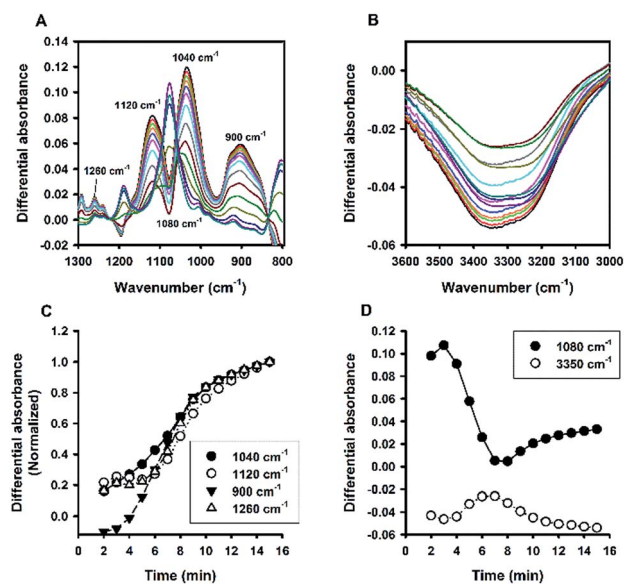 A
Differential absorbance
0.14
0.12
0.10
0.08
0.06
0.04
0.02
0.00
-0.02
1040 cm-1
1120 cm-1
900 cm-1
1260 cm-1
1080 cm-1
1300 1200 1100 1000 900 800
Wavenumber (cm-1)
B
Differential absorbance
0.00
-0.02
-0.04
-0.06
3600 3500 3400 3300 3200 3100 3000
Wavenumber (cm-1)
C
Differential absorbance
(Normalized)
1.2
1.0
0.8
0.6
0.4
0.2
0.0
1040 cm-1
1120 cm-1
900 cm-1
1260 cm-1
0 2 4 6 8 10 12 14 16
Time (min)
D
Differential absorbance
0.12
0.10
0.08
0.06
0.04
0.02
0.00
-0.02
-0.04
-0.06
1080 cm-1
3350 cm-1
0 2 4 6 8 10 12 14 16
Time (min)